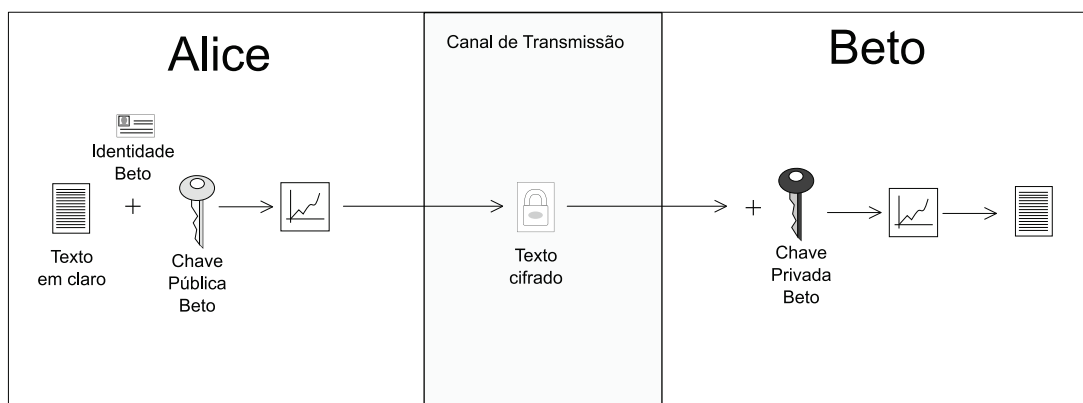 Alice
Canal de Transmissão
Beto
Identidade
Beto
+
Texto
em claro
Chave
Pública
Beto
Texto
cifrado
+
Chave
Privada
Beto